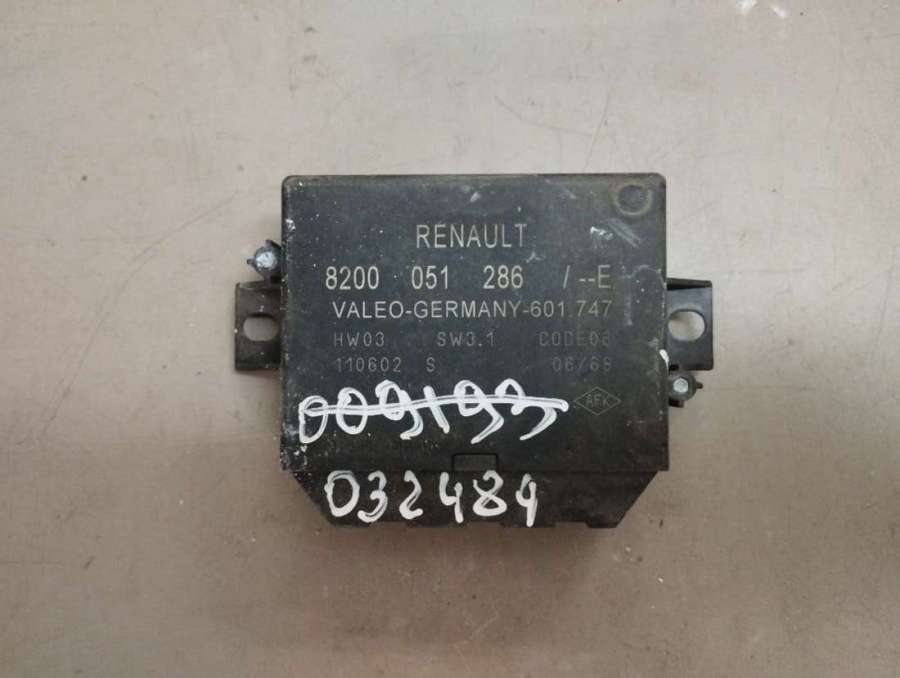 RENAULT
8200 051 286 /--E
VALEO-GERMANY-601.747
HW03 SW3.1 CODE06
110602 S 06/68
009193
AFK
032484